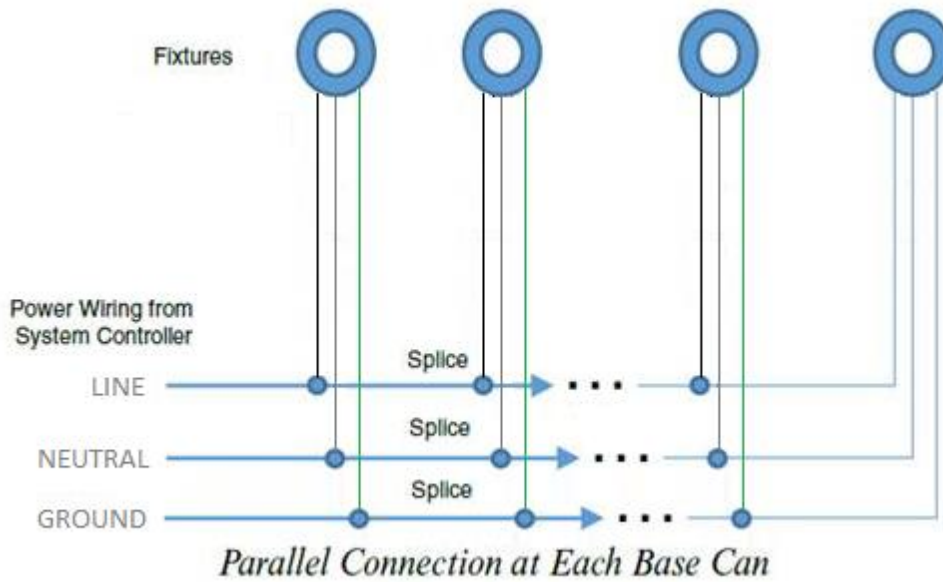 Fixtures
Power Wiring from
System Controller
Splice
LINE
Splice
NEUTRAL
Splice
GROUND
Parallel Connection at Each Base Can